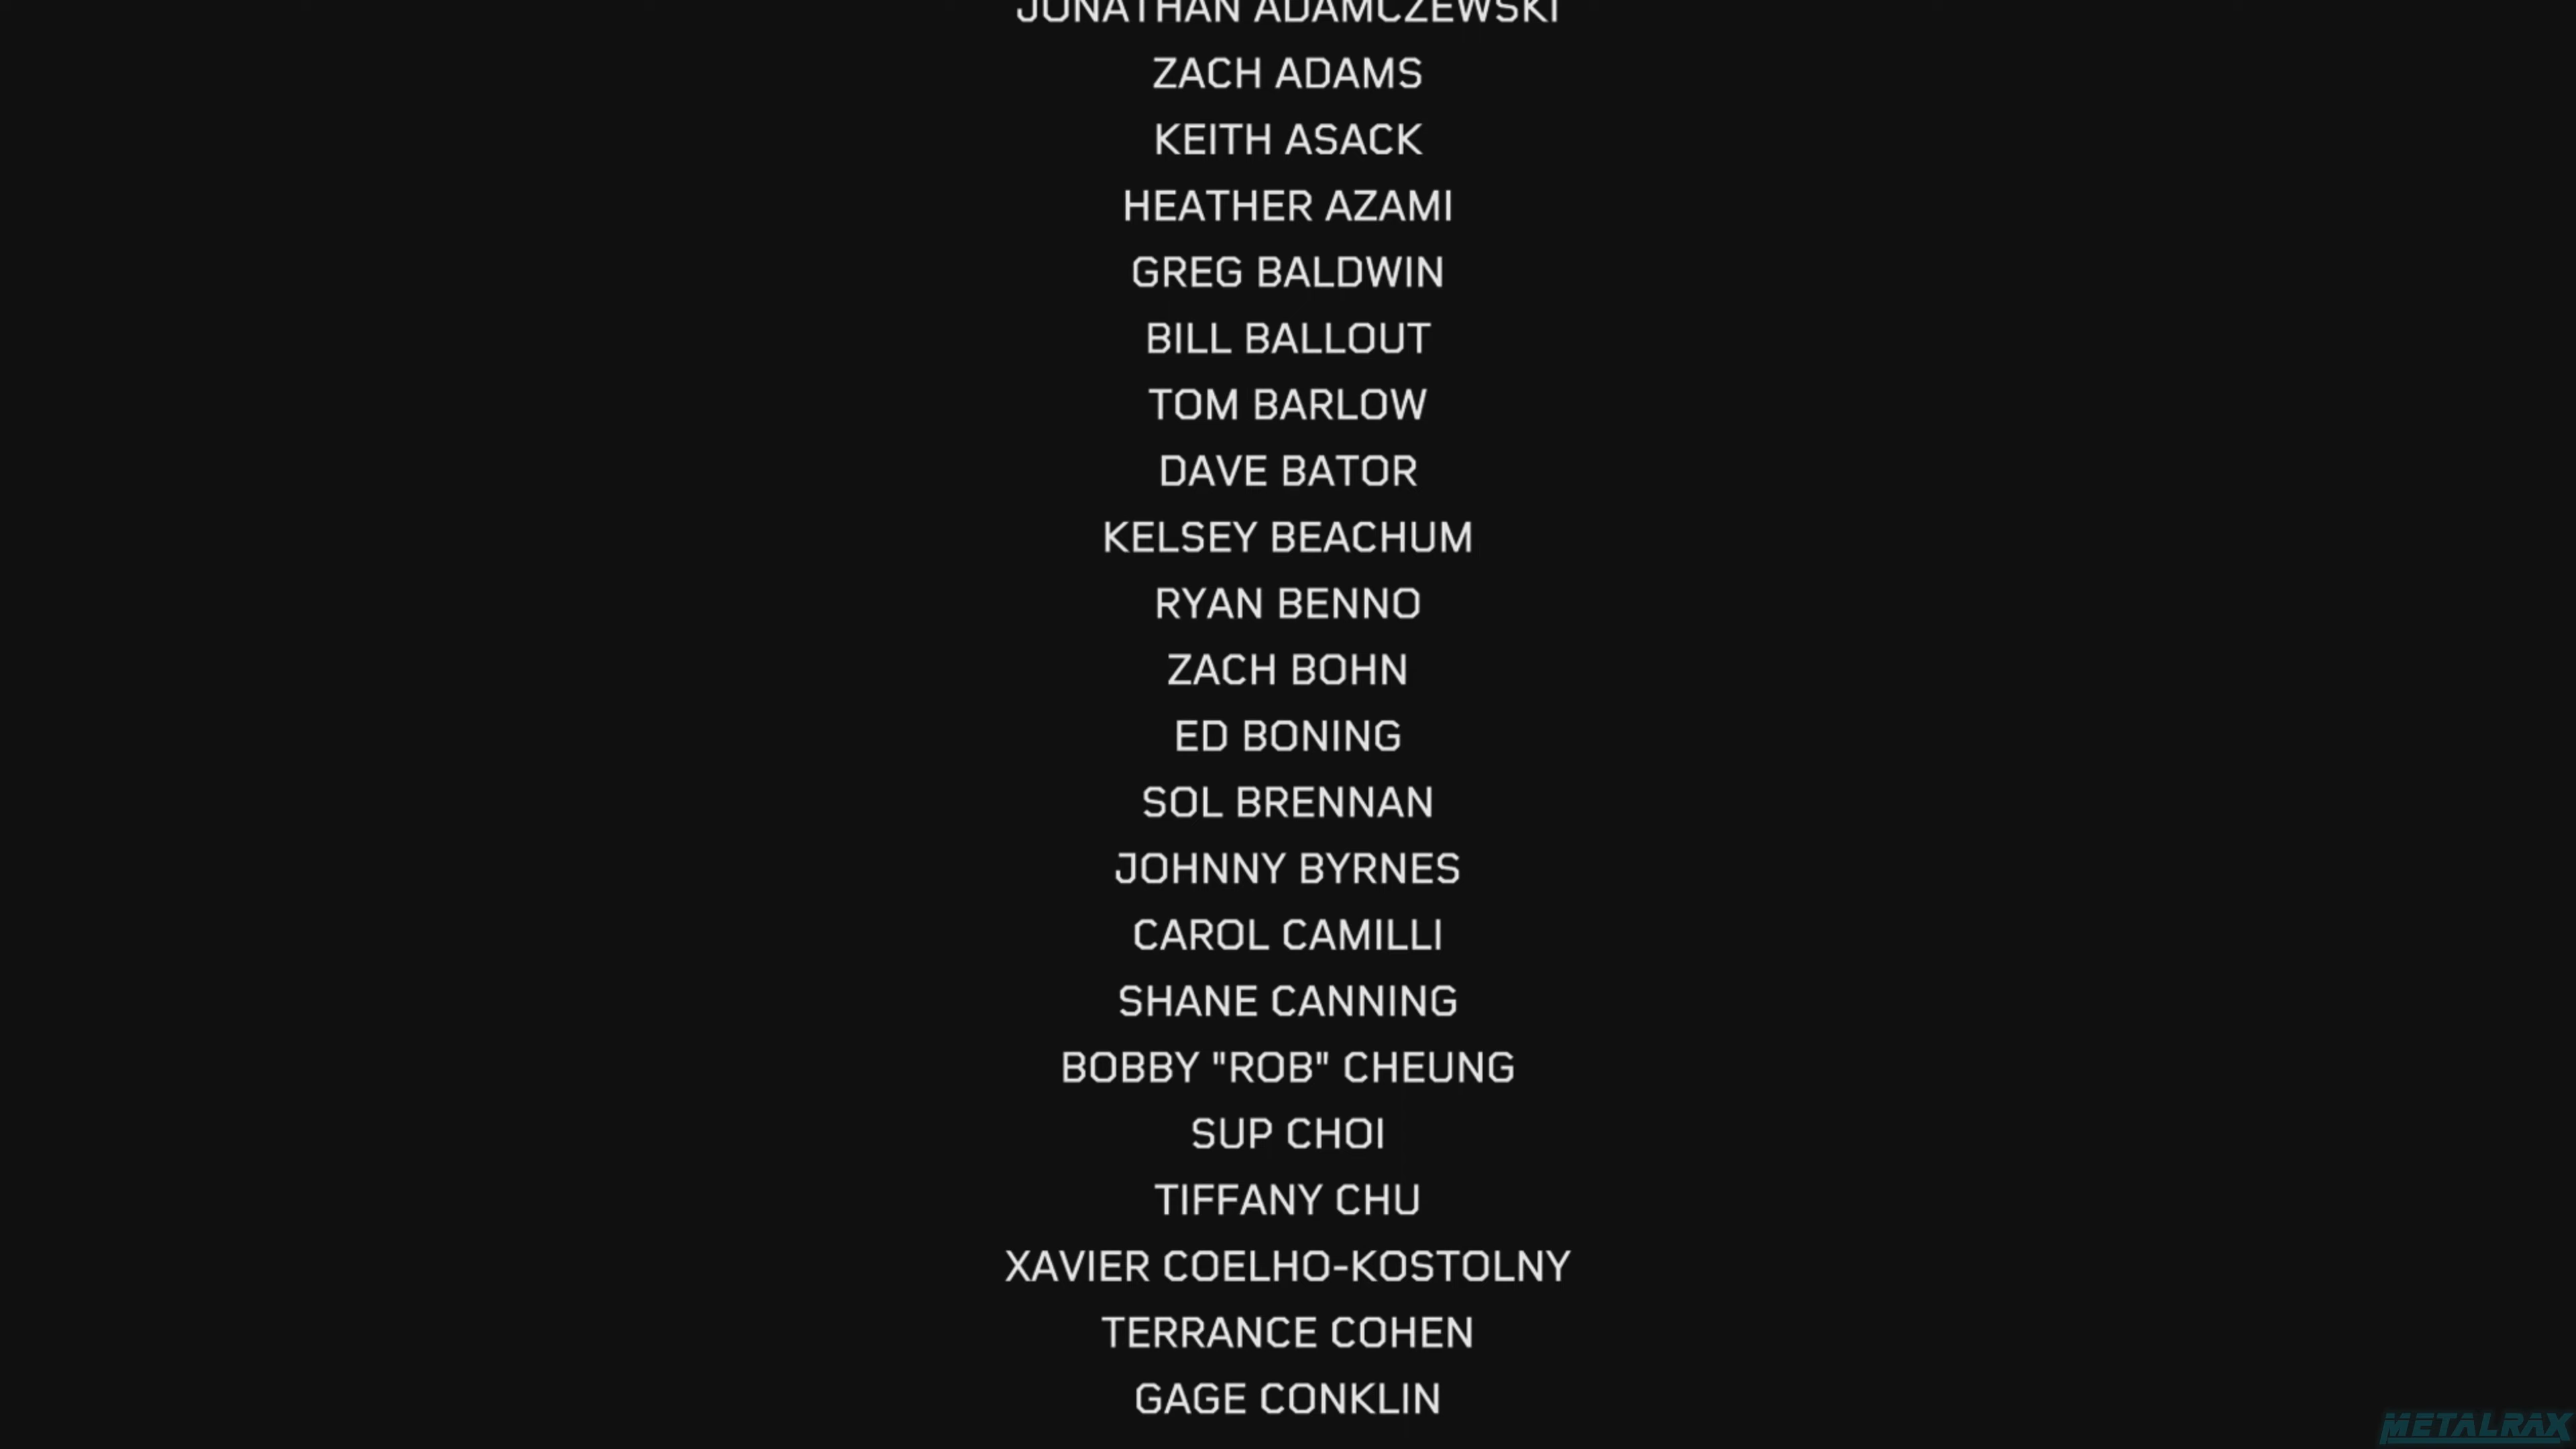 JONATHAN ADAMCZEWSKI
ZACH ADAMS
KEITH ASACK
HEATHER AZAMI
GREG BALDWIN
BILL BALLOUT
TOM BARLOW
DAVE BATOR
KELSEY BEACHUM
RYAN BENNO
ZACH BOHN
ED BONING
SOL BRENNAN
JOHNNY BYRNES
CAROL CAMILLI
SHANE CANNING
BOBBY "ROB" CHEUNG
SUP CHOI
TIFFANY CHU
XAVIER COELHO-KOSTOLNY
TERRANCE COHEN
GAGE CONKLIN
METALRAX